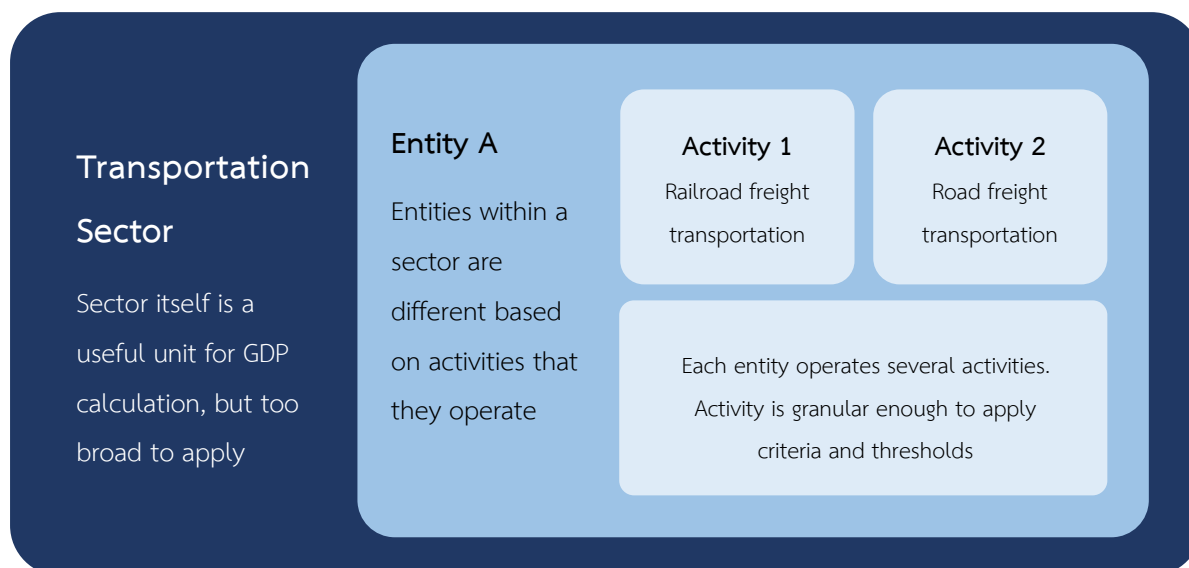 Transportation
Sector
Sector itself is a
useful unit for GDP
calculation, but too
broad to apply
Entity A
Entities within a
sector are
different based
on activities that
they operate
Activity 1
Railroad freight
transportation
Activity 2
Road freight
transportation
Each entity operates several activities.
Activity is granular enough to apply
criteria and thresholds